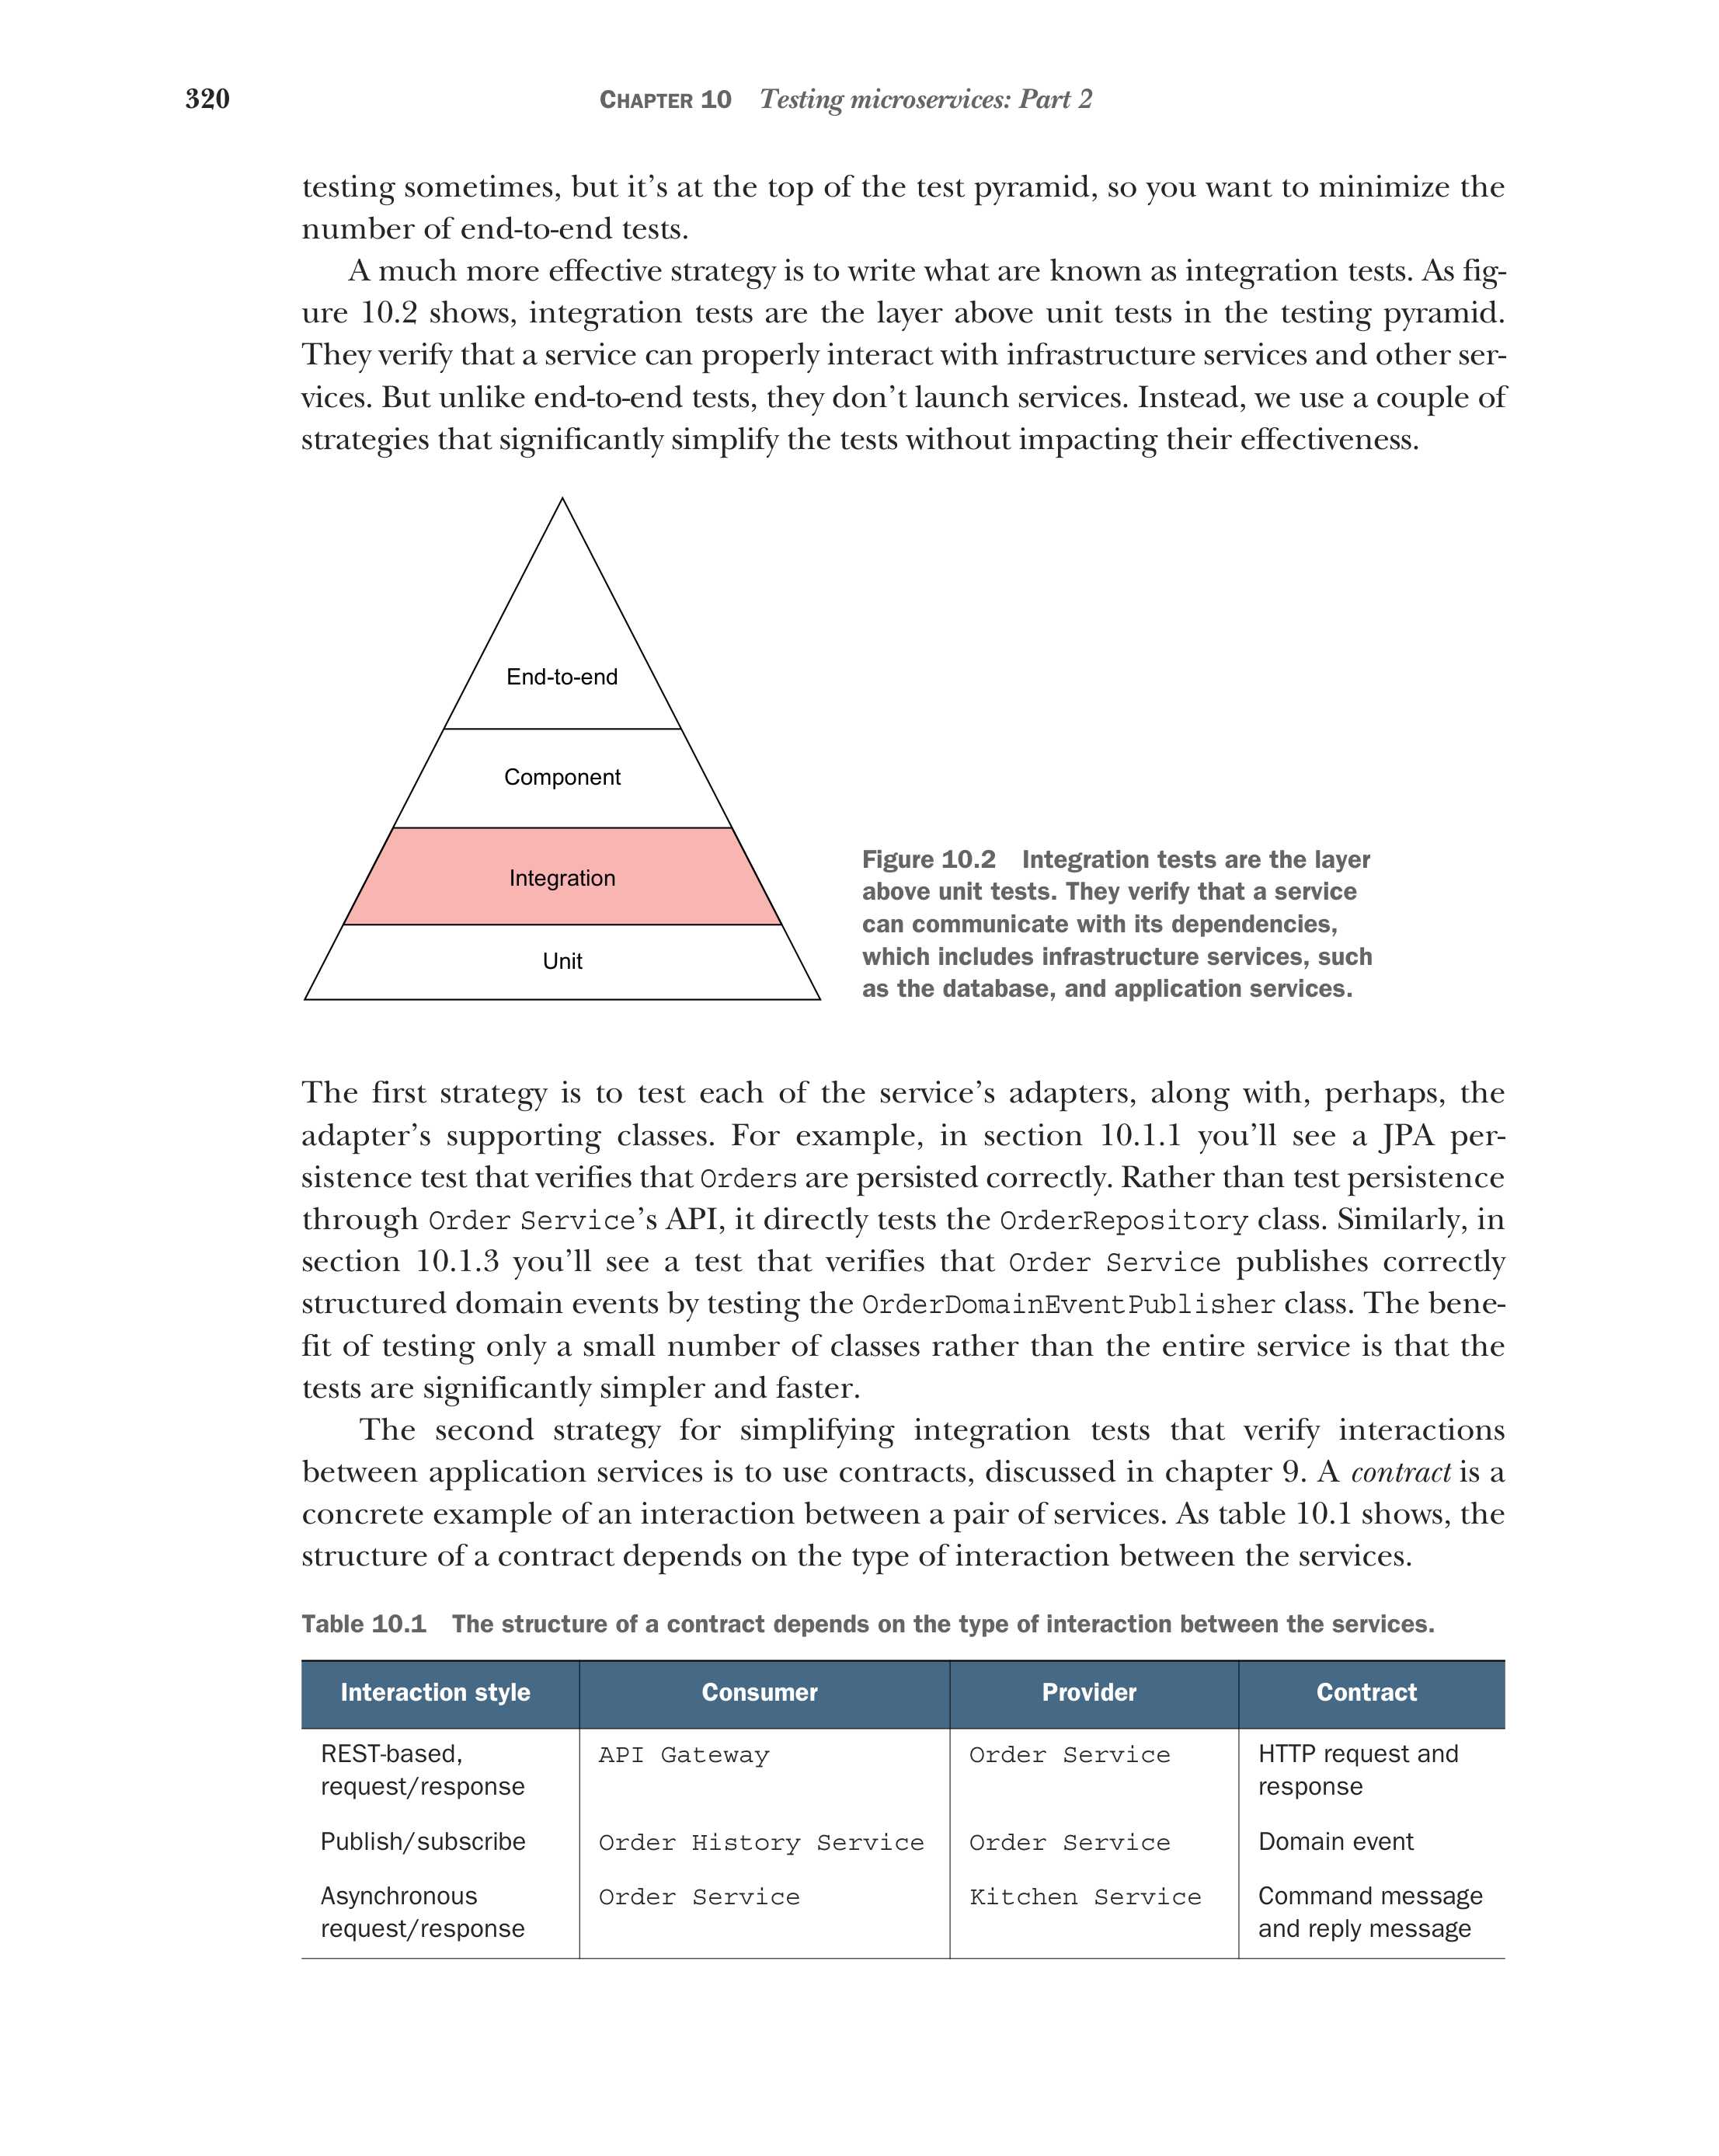 320
CHAPTER 10 Testing microservices: Part 2
testing sometimes, but it's at the top of the test pyramid, so you want to minimize the
number of end-to-end tests.
A much more effective strategy is to write what are known as integration tests. As fig-
ure 10.2 shows, integration tests are the layer above unit tests in the testing pyramid.
They verify that a service can properly interact with infrastructure services and other ser-
vices. But unlike end-to-end tests, they don't launch services. Instead, we use a couple of
strategies that significantly simplify the tests without impacting their effectiveness.
End-to-end
Component
Integration
Unit
Figure 10.2 Integration tests are the layer
above unit tests. They verify that a service
can communicate with its dependencies,
which includes infrastructure services, such
as the database, and application services.
The first strategy is to test each of the service's adapters, along with, perhaps, the
adapter's supporting classes. For example, in section 10.1.1 you'll see a JPA per-
sistence test that verifies that Orders are persisted correctly. Rather than test persistence
through Order Service's API, it directly tests the OrderRepository class. Similarly, in
section 10.1.3 you'll see a test that verifies that Order Service publishes correctly
structured domain events by testing the OrderDomainEventPublisher class. The bene-
fit of testing only a small number of classes rather than the entire service is that the
tests are significantly simpler and faster.
The second strategy for simplifying integration tests that verify interactions
between application services is to use contracts, discussed in chapter 9. A contract is a
concrete example of an interaction between a pair of services. As table 10.1 shows, the
structure of a contract depends on the type of interaction between the services.
Table 10.1 The structure of a contract depends on the type of interaction between the services.
Interaction style Consumer Provider Contract
REST-based, API Gateway Order Service HTTP request and
request/response response
Publish/subscribe Order History Service Order Service Domain event
Asynchronous Order Service Kitchen Service Command message
request/response and reply message